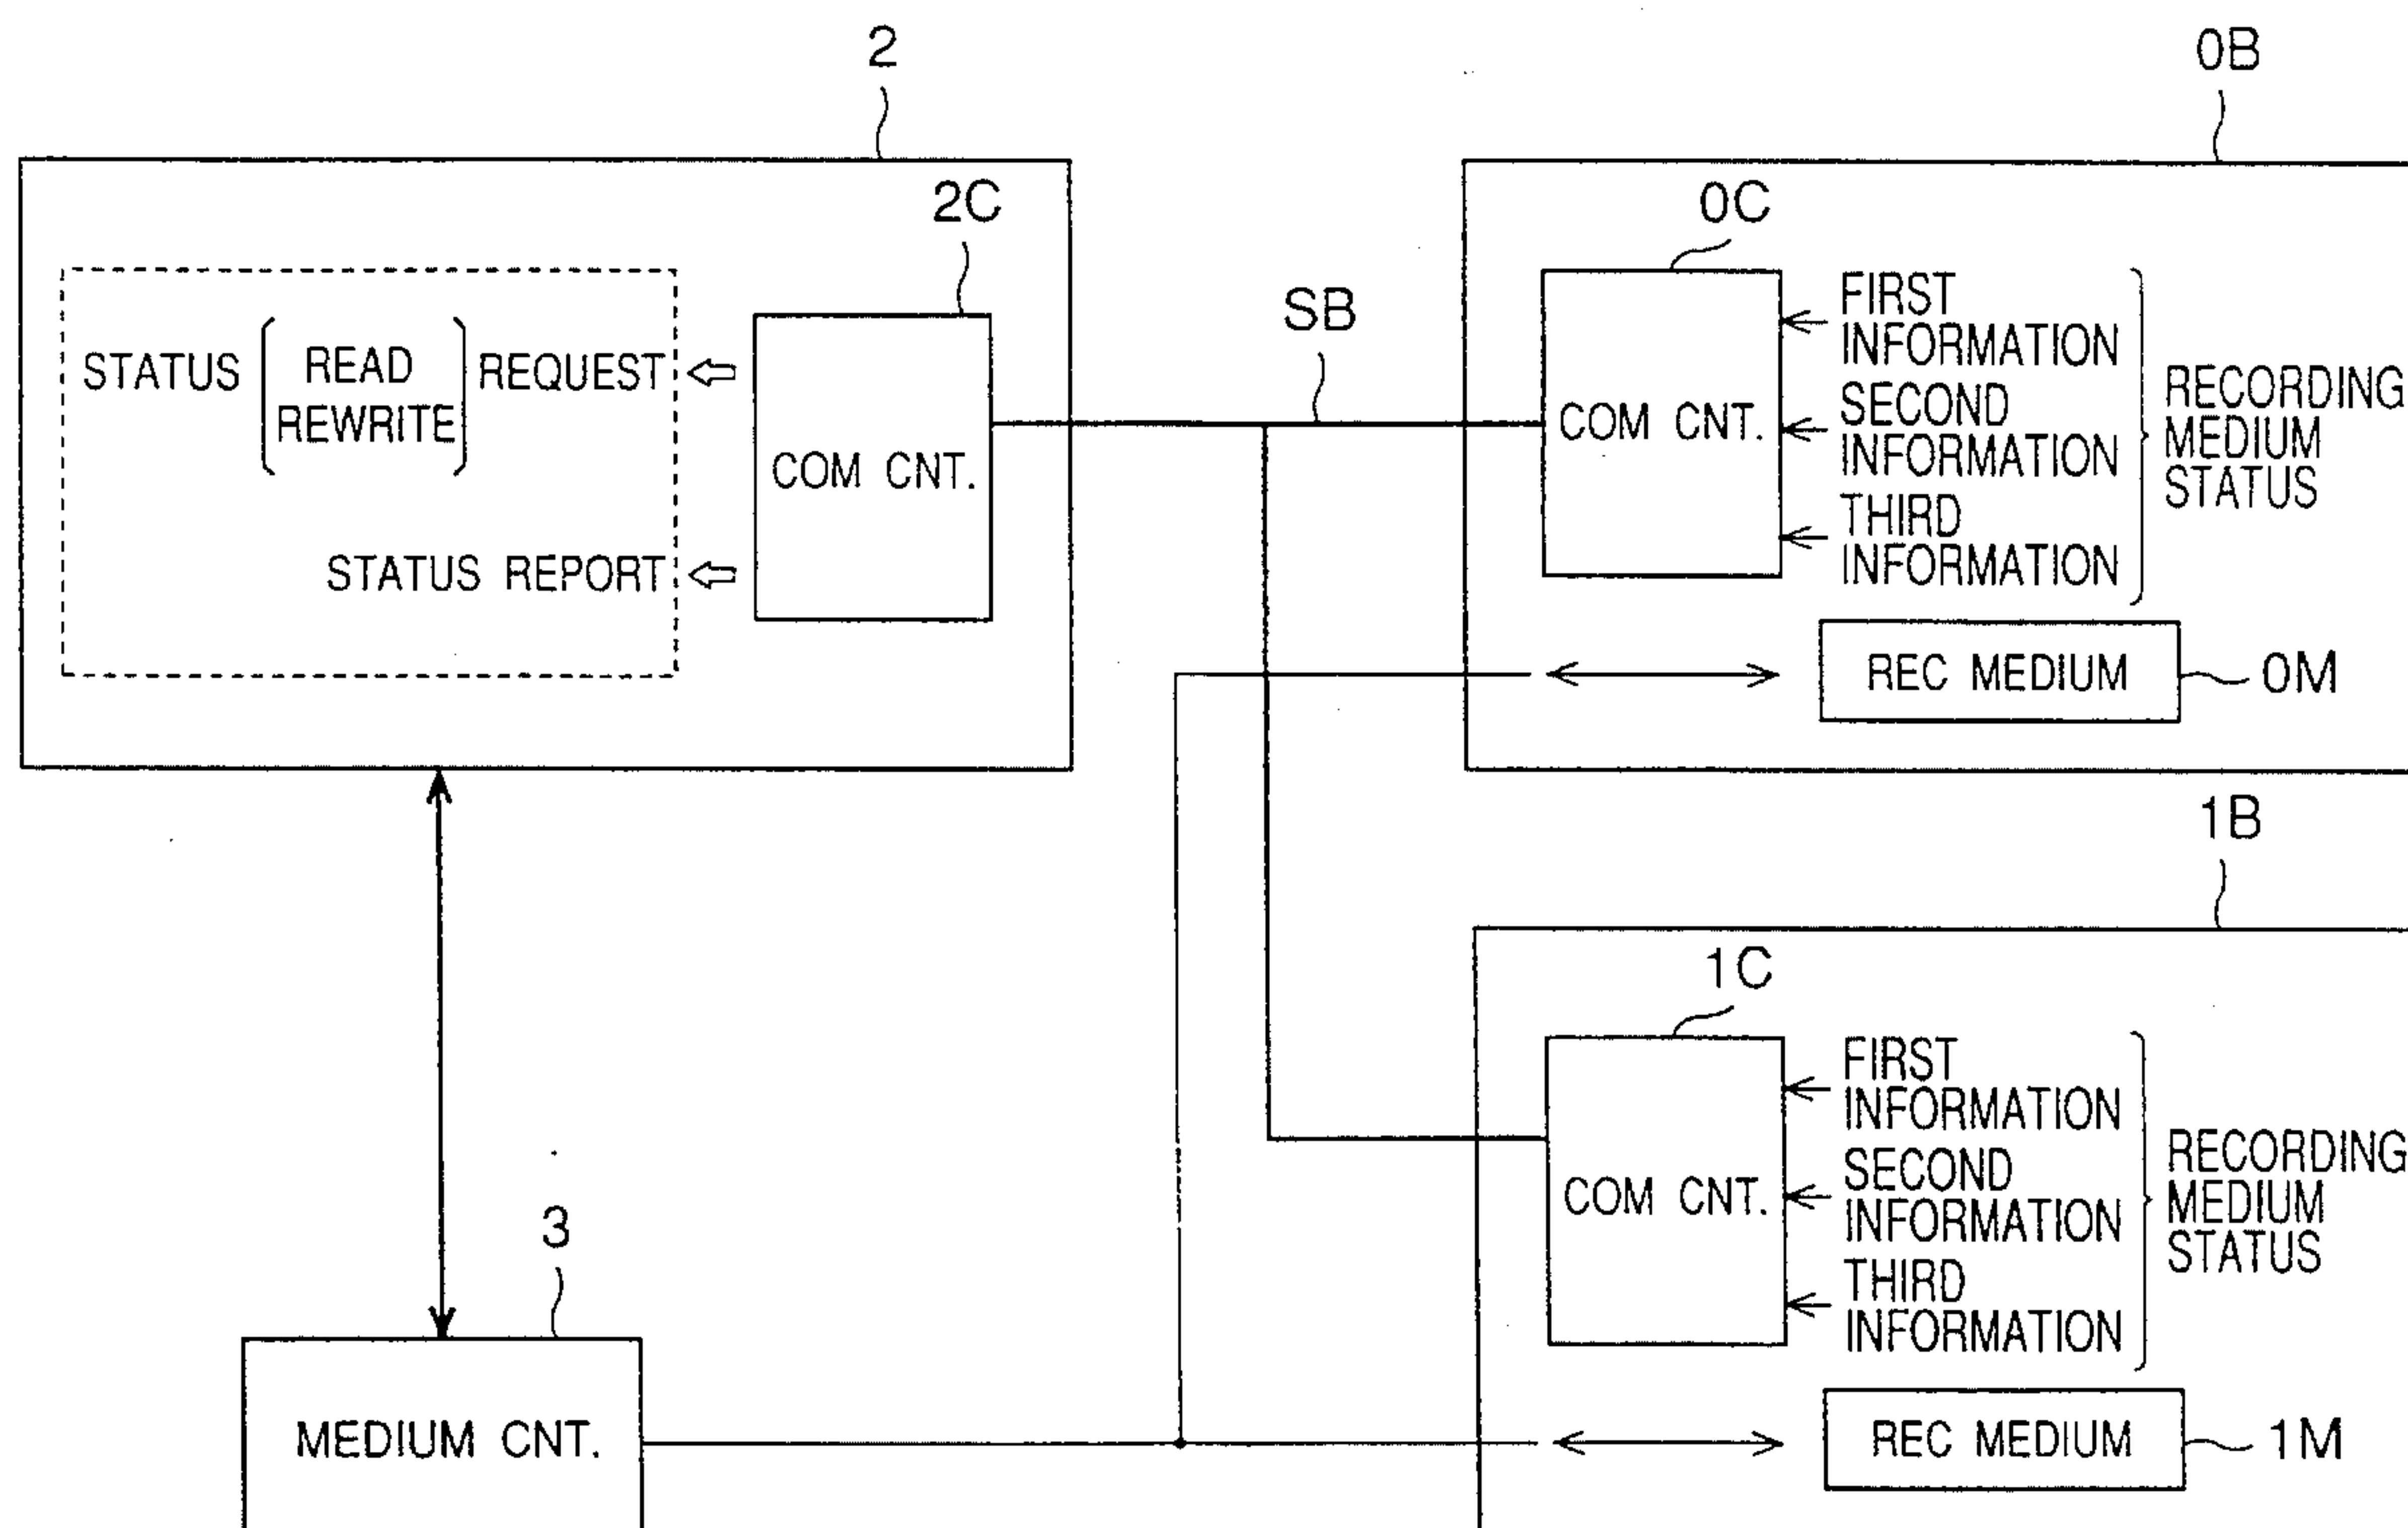 2
0B
2C
0C
SB
STATUS
READ
REWRITE
REQUEST
COM CNT.
STATUS REPORT
COM CNT.
FIRST
INFORMATION
SECOND
INFORMATION
THIRD
INFORMATION
RECORDING
MEDIUM
STATUS
REC MEDIUM
0M
1B
1C
COM CNT.
FIRST
INFORMATION
SECOND
INFORMATION
THIRD
INFORMATION
RECORDING
MEDIUM
STATUS
3
MEDIUM CNT.
REC MEDIUM
1M